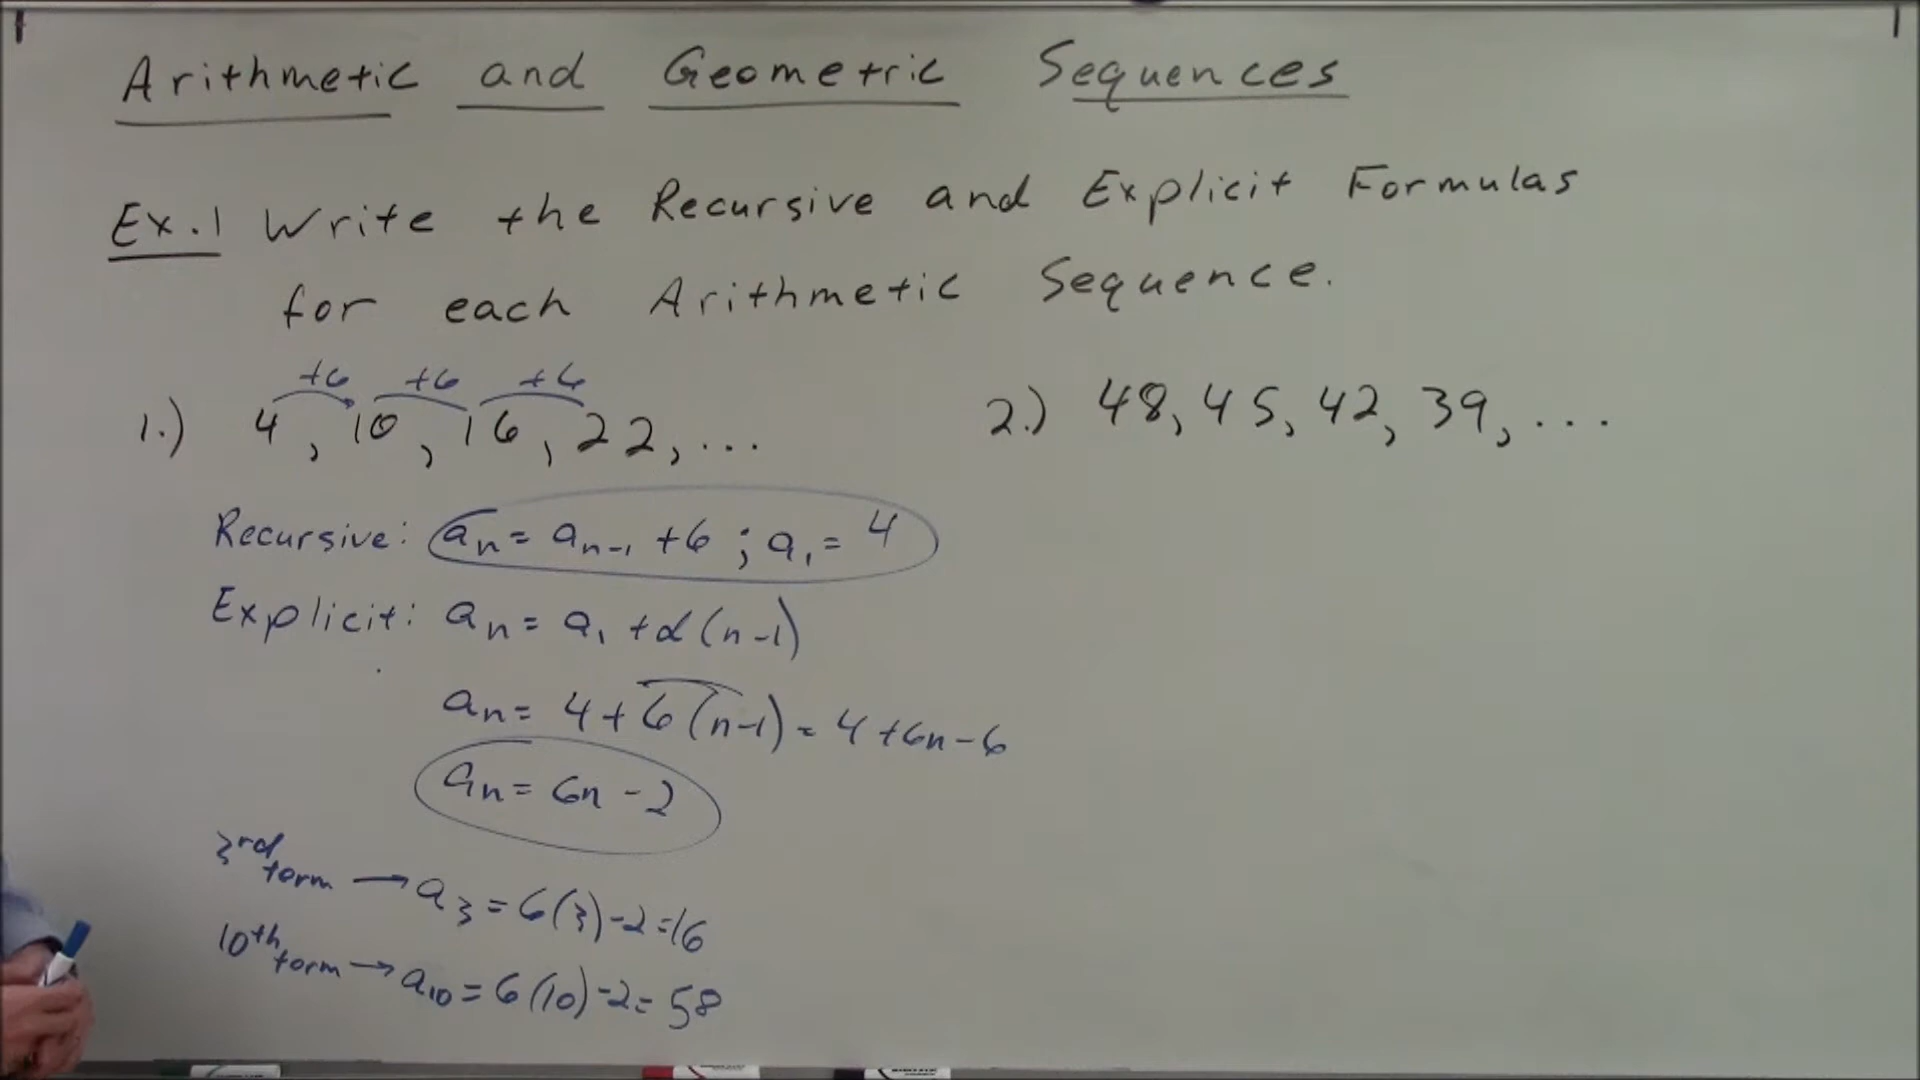 Arithmetic and Geometric Sequences
Ex.1 Write the Recursive and Explicit Formulas
for each Arithmetic Sequence.
+6 +6 +6
1.) 4, 10, 16, 22, ...
2.) 48, 45, 42, 39, ...
Recursive: aₙ = aₙ₋₁ + 6 ; a₁ = 4
Explicit: aₙ = a₁ + d(n-1)
aₙ = 4 + 6(n-1) = 4 + 6n - 6
aₙ = 6n - 2
3rd term → a₃ = 6(3) - 2 = 16
10th term → a₁₀ = 6(10) - 2 = 58